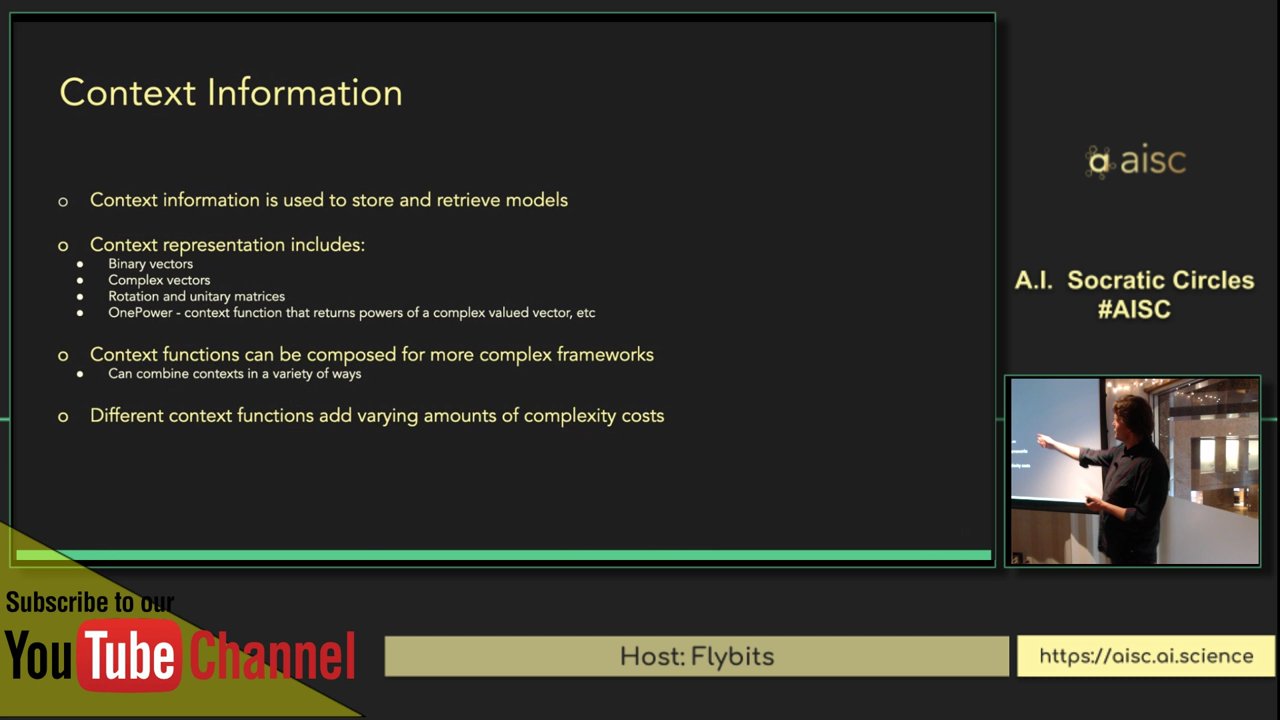 Context Information
Context information is used to store and retrieve models
Context representation includes:
Binary vectors
Complex vectors
Rotation and unitary matrices
OnePower - context function that returns powers of a complex valued vector, etc
Context functions can be composed for more complex frameworks
Can combine contexts in a variety of ways
Different context functions add varying amounts of complexity costs
a aisc
A.I. Socratic Circles
#AISC
Subscribe to our
YouTube Channel
Host: Flybits
https://aisc.ai.science